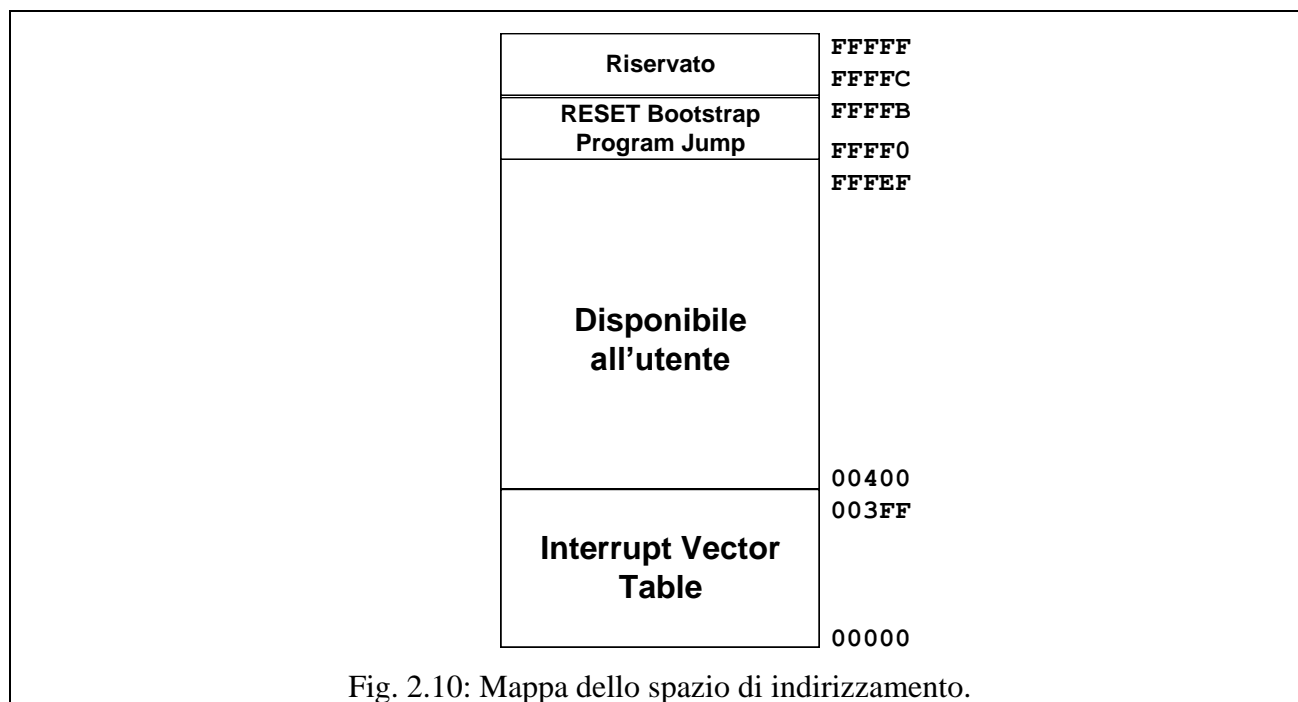 Riservato
FFFFF
FFFFC
RESET Bootstrap
Program Jump
FFFFB
FFFF0
FFFEF
Disponibile
all’utente
00400
003FF
Interrupt Vector
Table
00000
Fig. 2.10: Mappa dello spazio di indirizzamento.